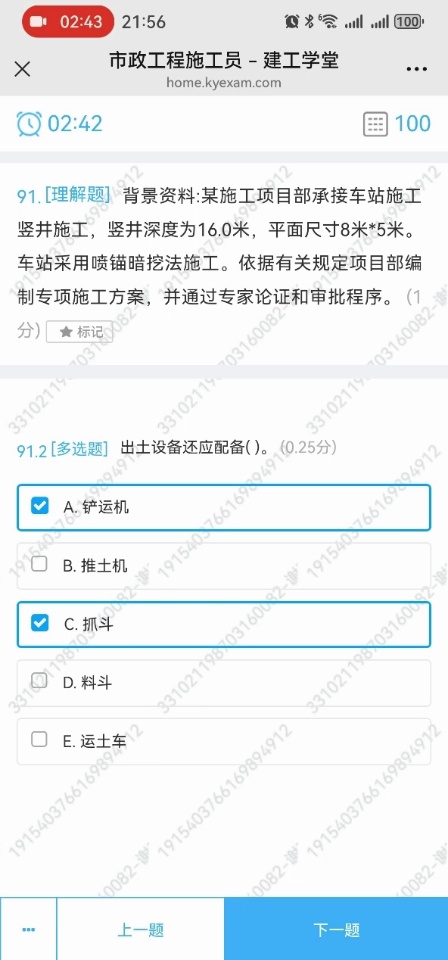 02:43 21:56 100
市政工程施工员 – 建工学堂
home.kyexam.com
02:42 100
91. [理解题] 背景资料:某施工项目部承接车站施工
竖井施工，竖井深度为16.0米，平面尺寸8米*5米。
车站采用喷锚暗挖法施工。依据有关规定项目部编
制专项施工方案，并通过专家论证和审批程序。(1
分) ★ 标记
91.2 [多选题] 出土设备还应配备( )。 (0.25分)
A. 铲运机
B. 推土机
C. 抓斗
D. 料斗
E. 运土车
上一题 下一题